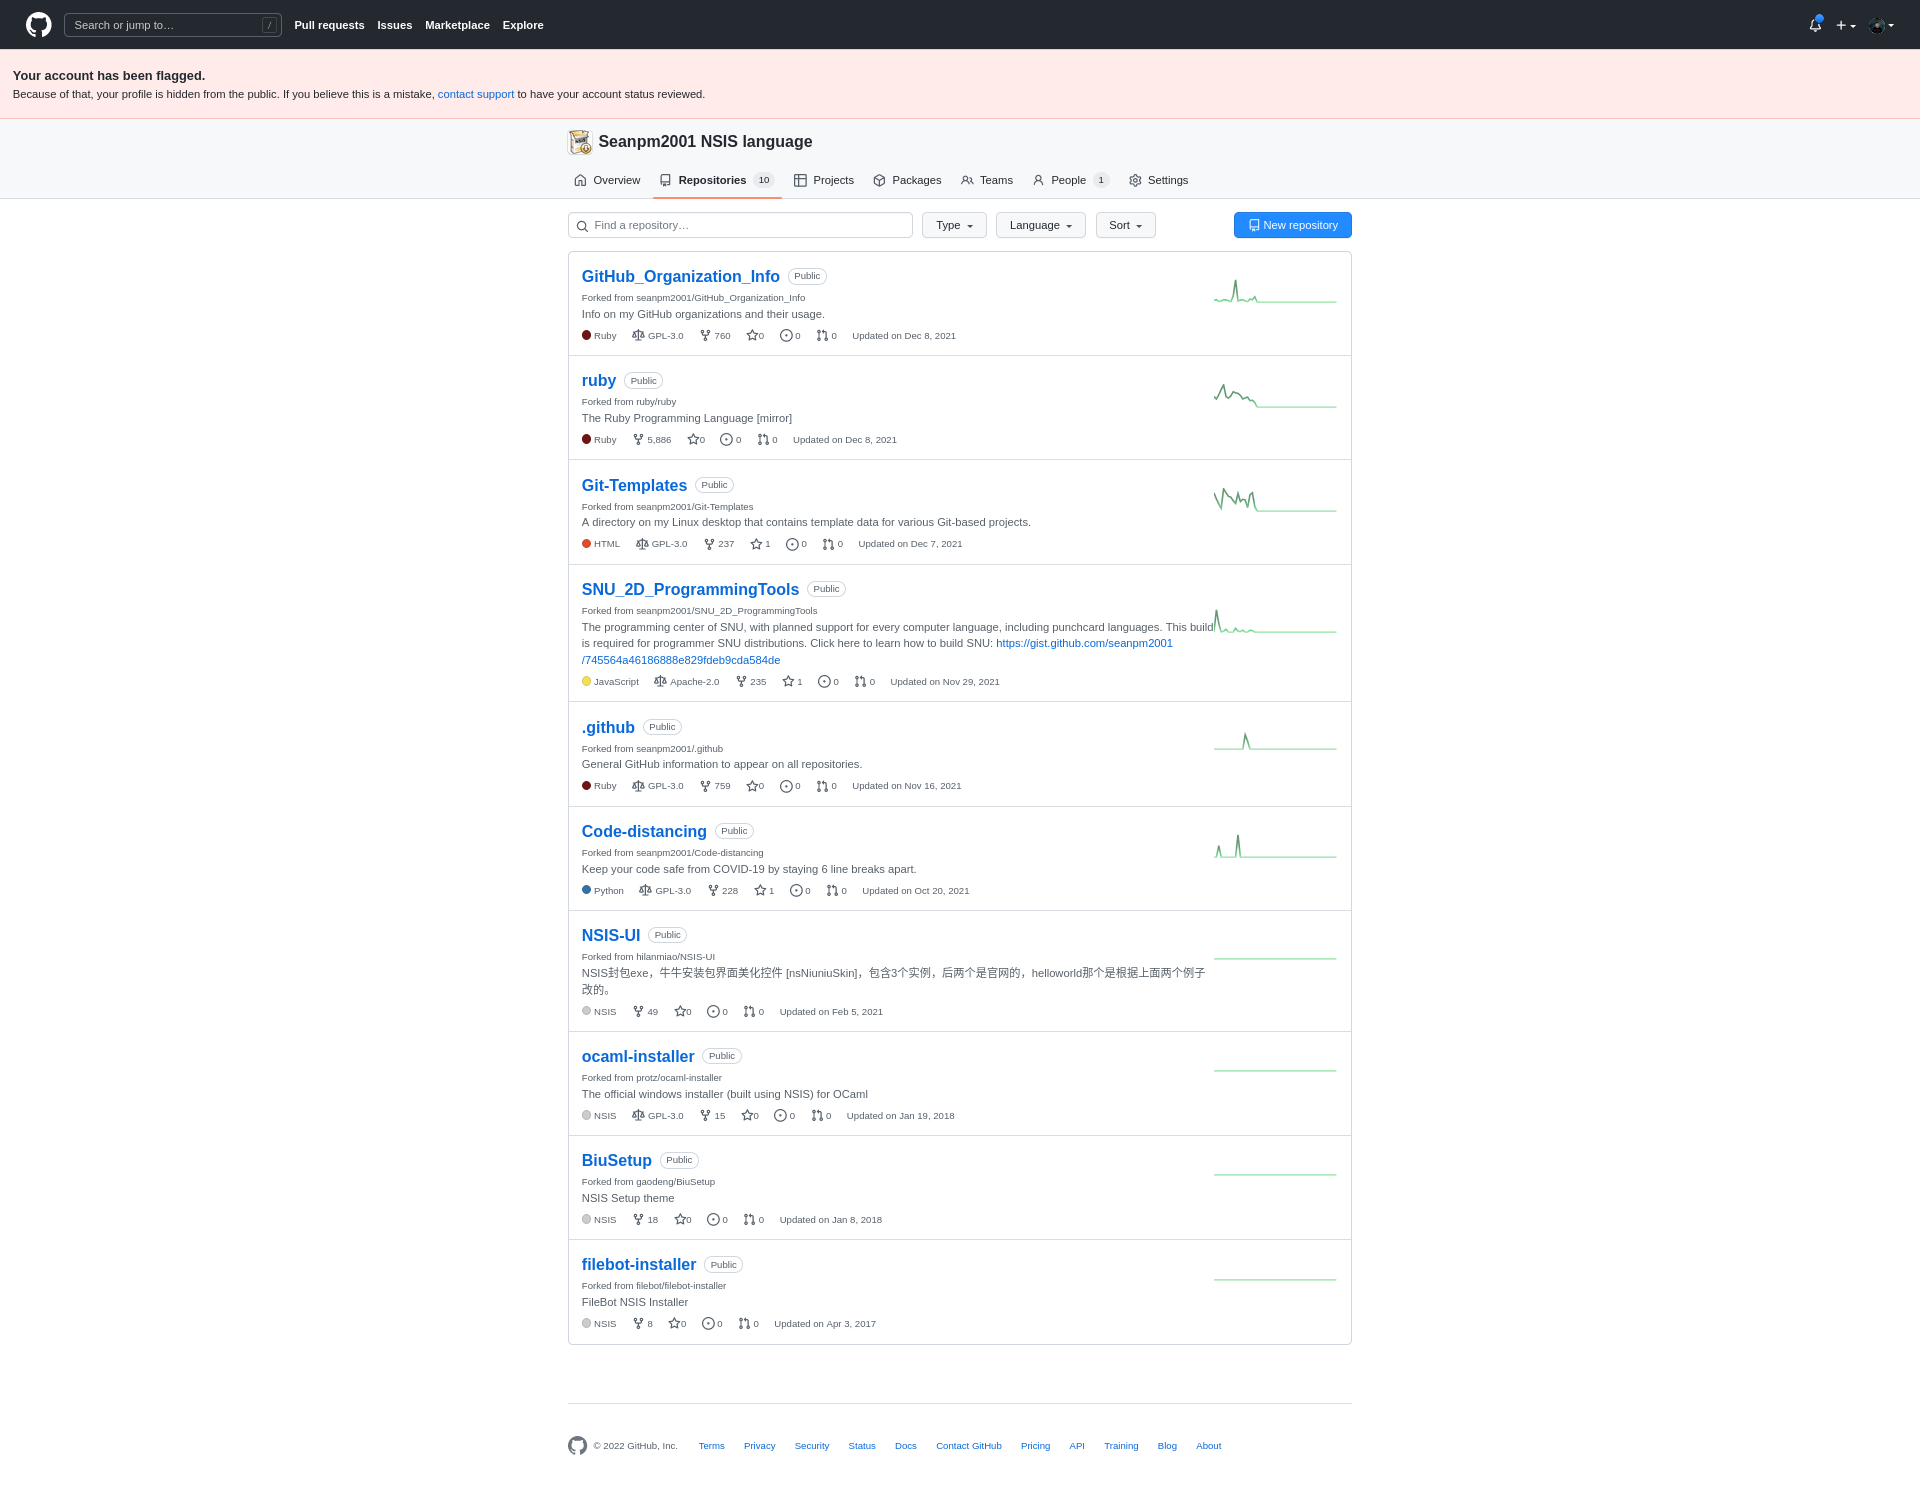 Search or jump to… /
Pull requests Issues Marketplace Explore
Your account has been flagged.
Because of that, your profile is hidden from the public. If you believe this is a mistake, contact support to have your account status reviewed.
Seanpm2001 NSIS language
Overview Repositories 10 Projects Packages Teams People 1 Settings
Find a repository… Type Language Sort New repository
GitHub_Organization_Info Public
Forked from seanpm2001/GitHub_Organization_Info
Info on my GitHub organizations and their usage.
Ruby GPL-3.0 760 0 0 0 Updated on Dec 8, 2021
ruby Public
Forked from ruby/ruby
The Ruby Programming Language [mirror]
Ruby 5,886 0 0 0 Updated on Dec 8, 2021
Git-Templates Public
Forked from seanpm2001/Git-Templates
A directory on my Linux desktop that contains template data for various Git-based projects.
HTML GPL-3.0 237 1 0 0 Updated on Dec 7, 2021
SNU_2D_ProgrammingTools Public
Forked from seanpm2001/SNU_2D_ProgrammingTools
The programming center of SNU, with planned support for every computer language, including punchcard languages. This build
is required for programmer SNU distributions. Click here to learn how to build SNU: https://gist.github.com/seanpm2001
/745564a46186888e829fdeb9cda584de
JavaScript Apache-2.0 235 1 0 0 Updated on Nov 29, 2021
.github Public
Forked from seanpm2001/.github
General GitHub information to appear on all repositories.
Ruby GPL-3.0 759 0 0 0 Updated on Nov 16, 2021
Code-distancing Public
Forked from seanpm2001/Code-distancing
Keep your code safe from COVID-19 by staying 6 line breaks apart.
Python GPL-3.0 228 1 0 0 Updated on Oct 20, 2021
NSIS-UI Public
Forked from hilanmiao/NSIS-UI
NSIS封包exe，牛牛安装包界面美化控件 [nsNiuniuSkin]，包含3个实例，后两个是官网的，helloworld那个是根据上面两个例子
改的。
NSIS 49 0 0 0 Updated on Feb 5, 2021
ocaml-installer Public
Forked from protz/ocaml-installer
The official windows installer (built using NSIS) for OCaml
NSIS GPL-3.0 15 0 0 0 Updated on Jan 19, 2018
BiuSetup Public
Forked from gaodeng/BiuSetup
NSIS Setup theme
NSIS 18 0 0 0 Updated on Jan 8, 2018
filebot-installer Public
Forked from filebot/filebot-installer
FileBot NSIS Installer
NSIS 8 0 0 0 Updated on Apr 3, 2017
© 2022 GitHub, Inc. Terms Privacy Security Status Docs Contact GitHub Pricing API Training Blog About